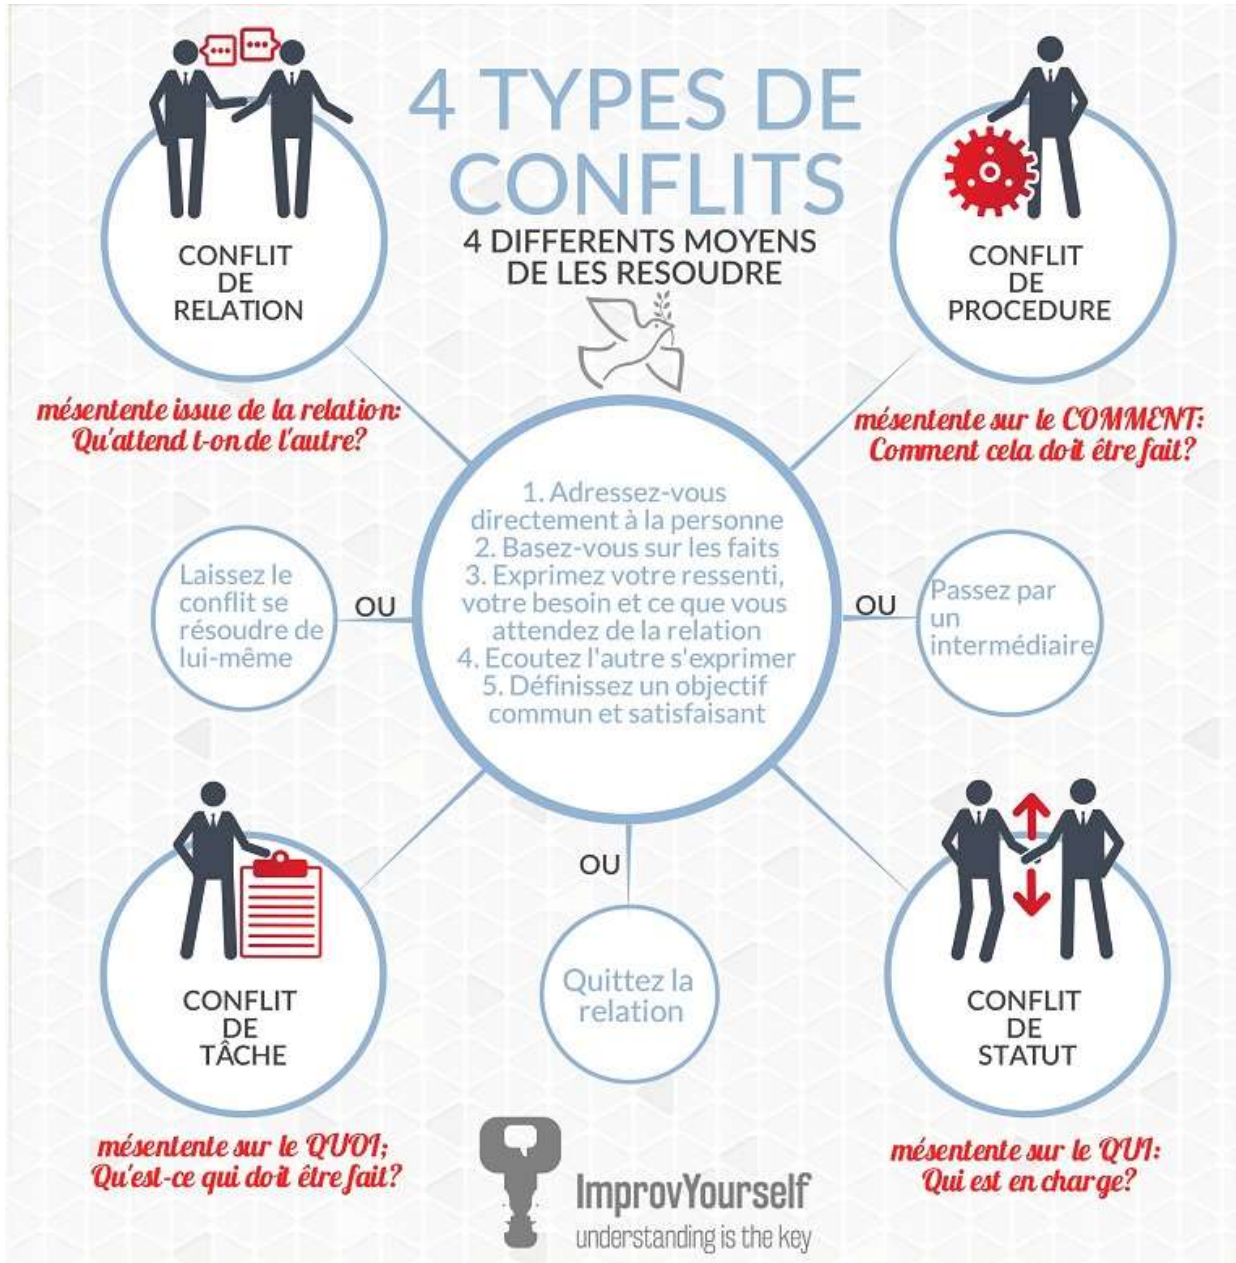 4 TYPES DE
CONFLITS
4 DIFFERENTS MOYENS
DE LES RESOUDRE
CONFLIT
DE
RELATION
mésentente issue de la relation:
Qu'attend t-on de l'autre?
CONFLIT
DE
PROCEDURE
mésentente sur le COMMENT:
Comment cela doit être fait?
1. Adressez-vous
directement à la personne
2. Basez-vous sur les faits
3. Exprimez votre ressenti,
votre besoin et ce que vous
attendez de la relation
4. Ecoutez l'autre s'exprimer
5. Définissez un objectif
commun et satisfaisant
OU
Laissez le
conflit se
résoudre de
lui-même
OU
Passez par
un
intermédiaire
OU
Quittez la
relation
CONFLIT
DE
TÂCHE
mésentente sur le QUOI;
Qu'est-ce qui doit être fait?
CONFLIT
DE
STATUT
mésentente sur le QUI:
Qui est en charge?
ImprovYourself
understanding is the key